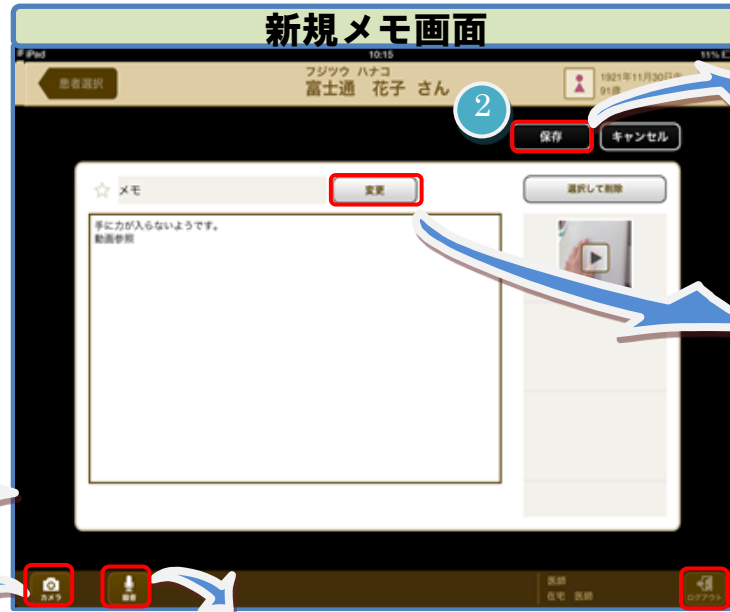 新規メモ画面
iPad 10:15 11%
患者選択
フジツウ ハナコ
富士通 花子 さん
1921年11月30日
91歳
2
保存
キャンセル
メモ
変更
選択して削除
手に力が入らないようです。
動画参照
カメラ
録音
医師
在宅 医師
ログアウト